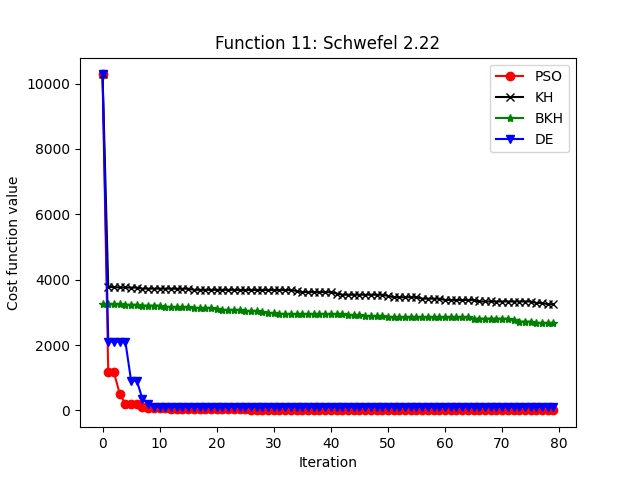 Function 11: Schwefel 2.22
Cost function value
10000
8000
6000
4000
2000
0
PSO
KH
BKH
DE
0 10 20 30 40 50 60 70 80
Iteration